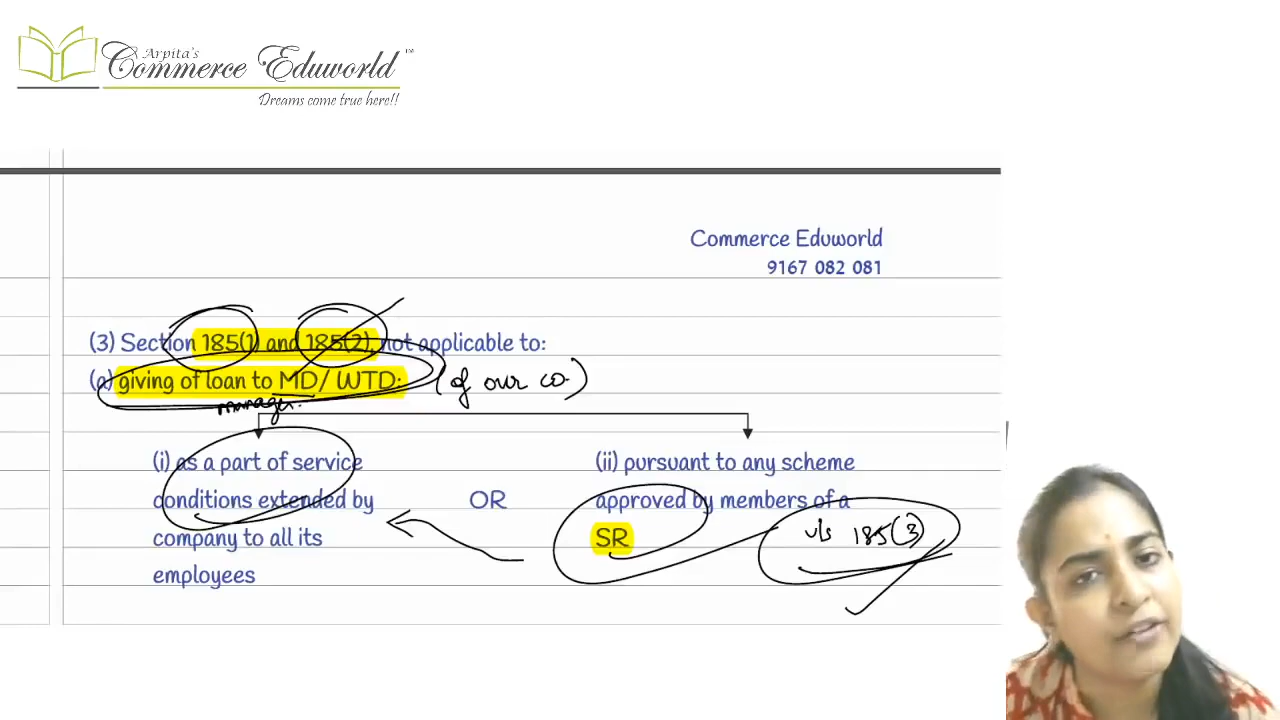 Arpita's
Commerce Eduworld™
Dreams come true here!!
Commerce Eduworld
9167 082 081
(3) Section 185(1) and 185(2), not applicable to:
(a) giving of loan to MD/ WTD: (of our co.)
manager.
(i) as a part of service
conditions extended by
company to all its
employees
OR
(ii) pursuant to any scheme
approved by members of a
SR
u/s 185(3)